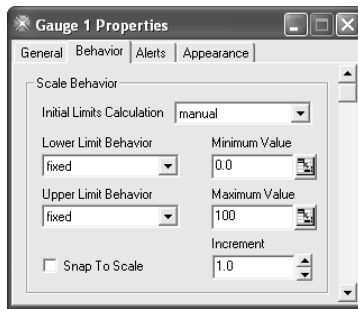 Gauge 1 Properties
General Behavior Alerts Appearance
Scale Behavior
Initial Limits Calculation manual
Lower Limit Behavior Minimum Value
fixed 0.0
Upper Limit Behavior Maximum Value
fixed 100
Increment
Snap To Scale 1.0